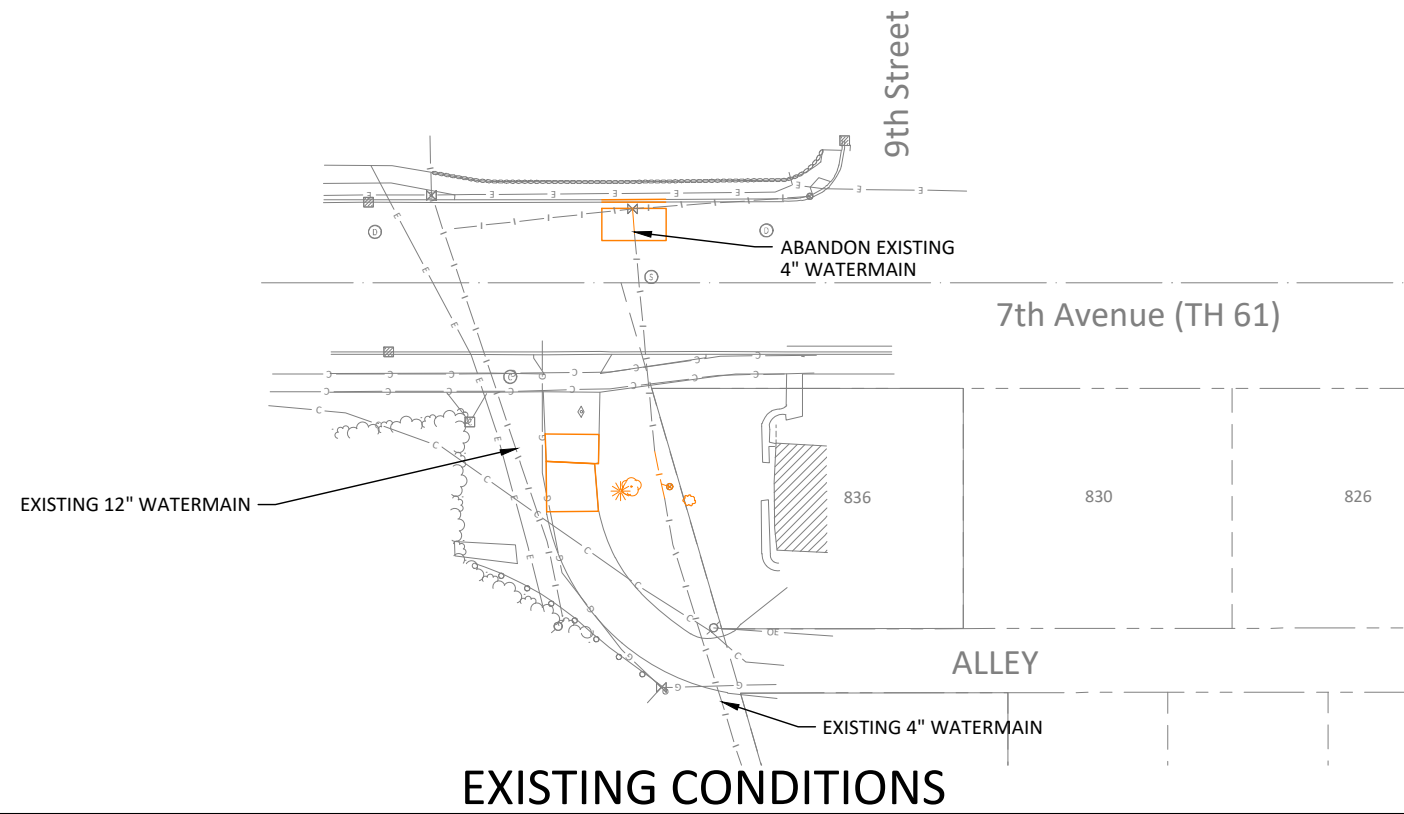 9th Street
ABANDON EXISTING
4" WATERMAIN
7th Avenue (TH 61)
EXISTING 12" WATERMAIN
836
830
826
OE
ALLEY
EXISTING 4" WATERMAIN
EXISTING CONDITIONS